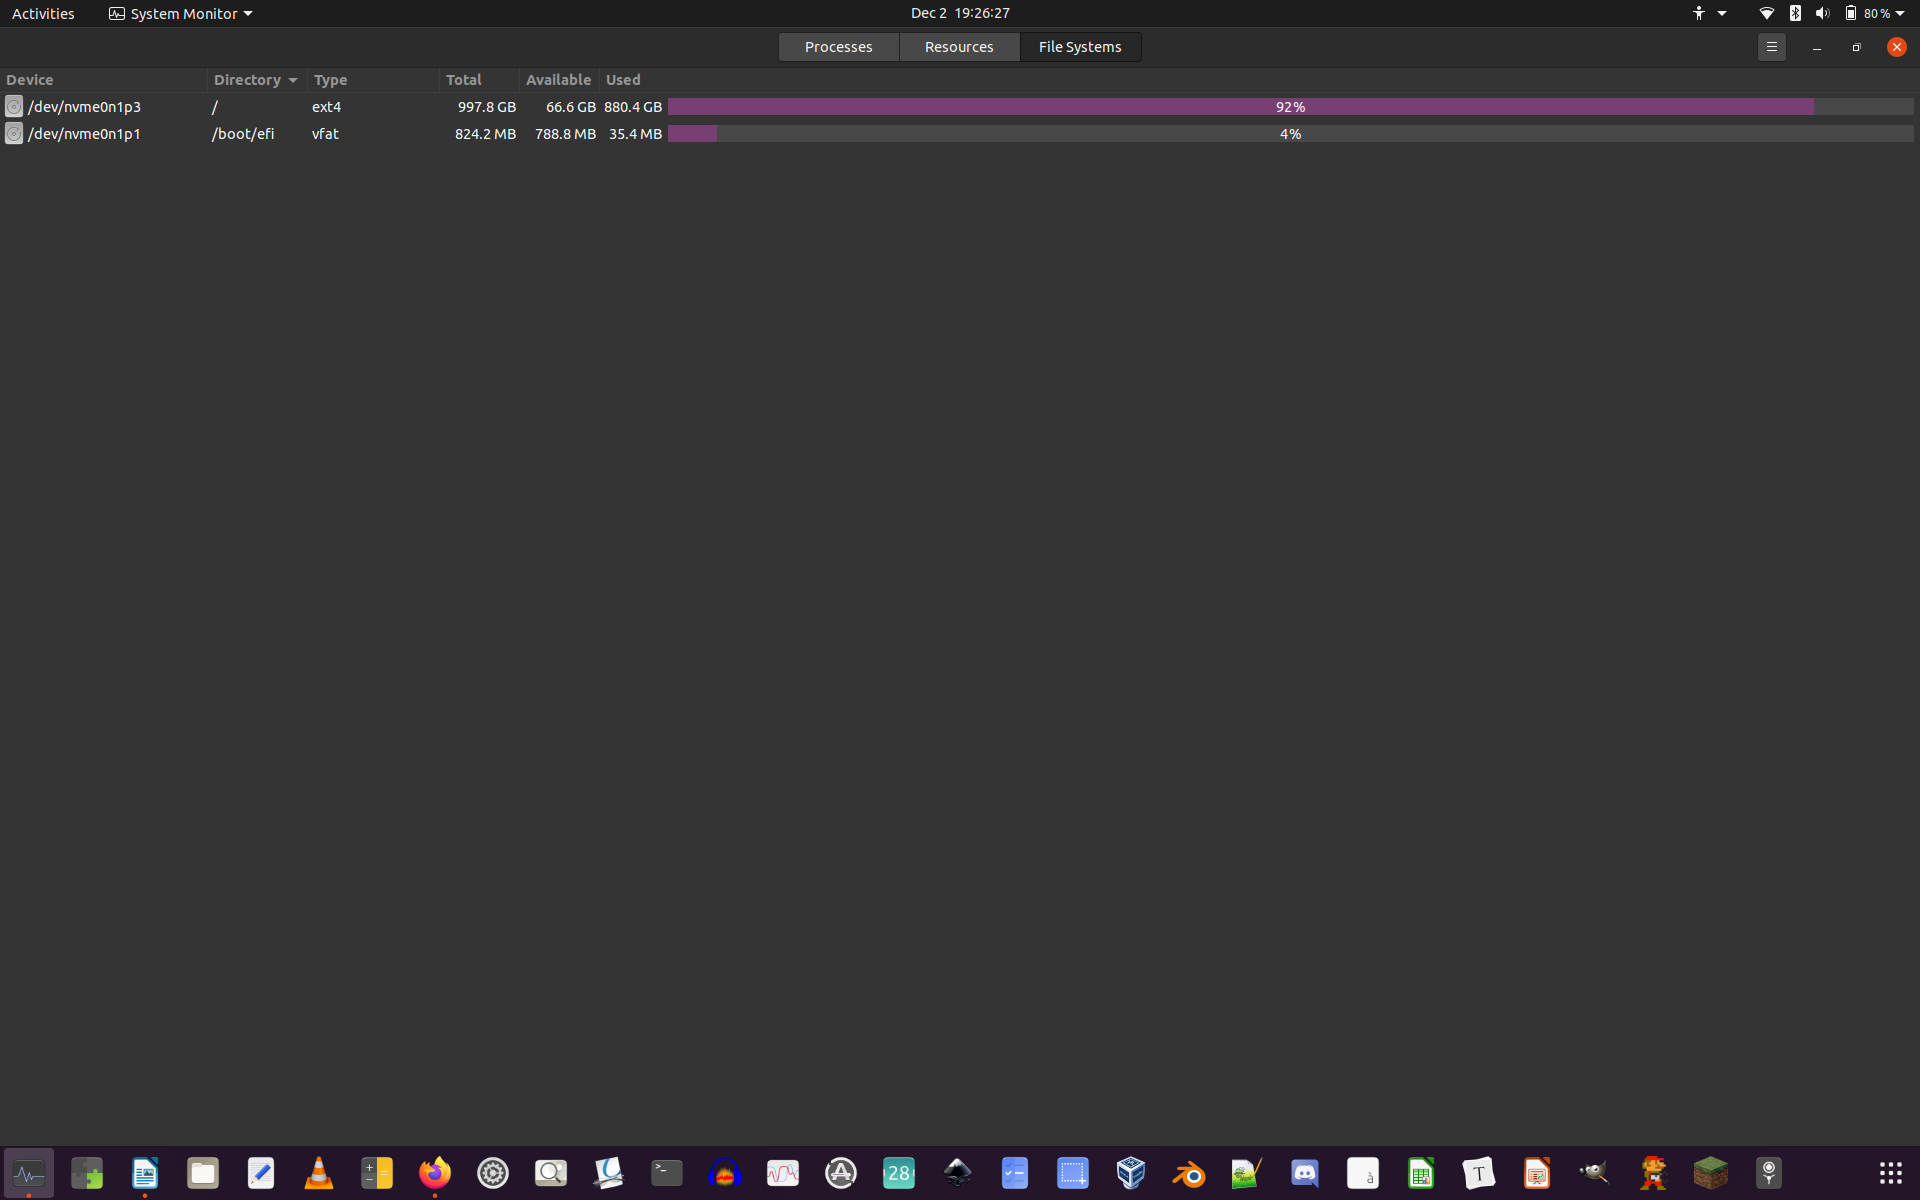 Activities System Monitor Dec 2 19:26:27 80 %
Processes Resources File Systems
Device Directory Type Total Available Used
/dev/nvme0n1p3 / ext4 997.8 GB 66.6 GB 880.4 GB 92%
/dev/nvme0n1p1 /boot/efi vfat 824.2 MB 788.8 MB 35.4 MB 4%
28